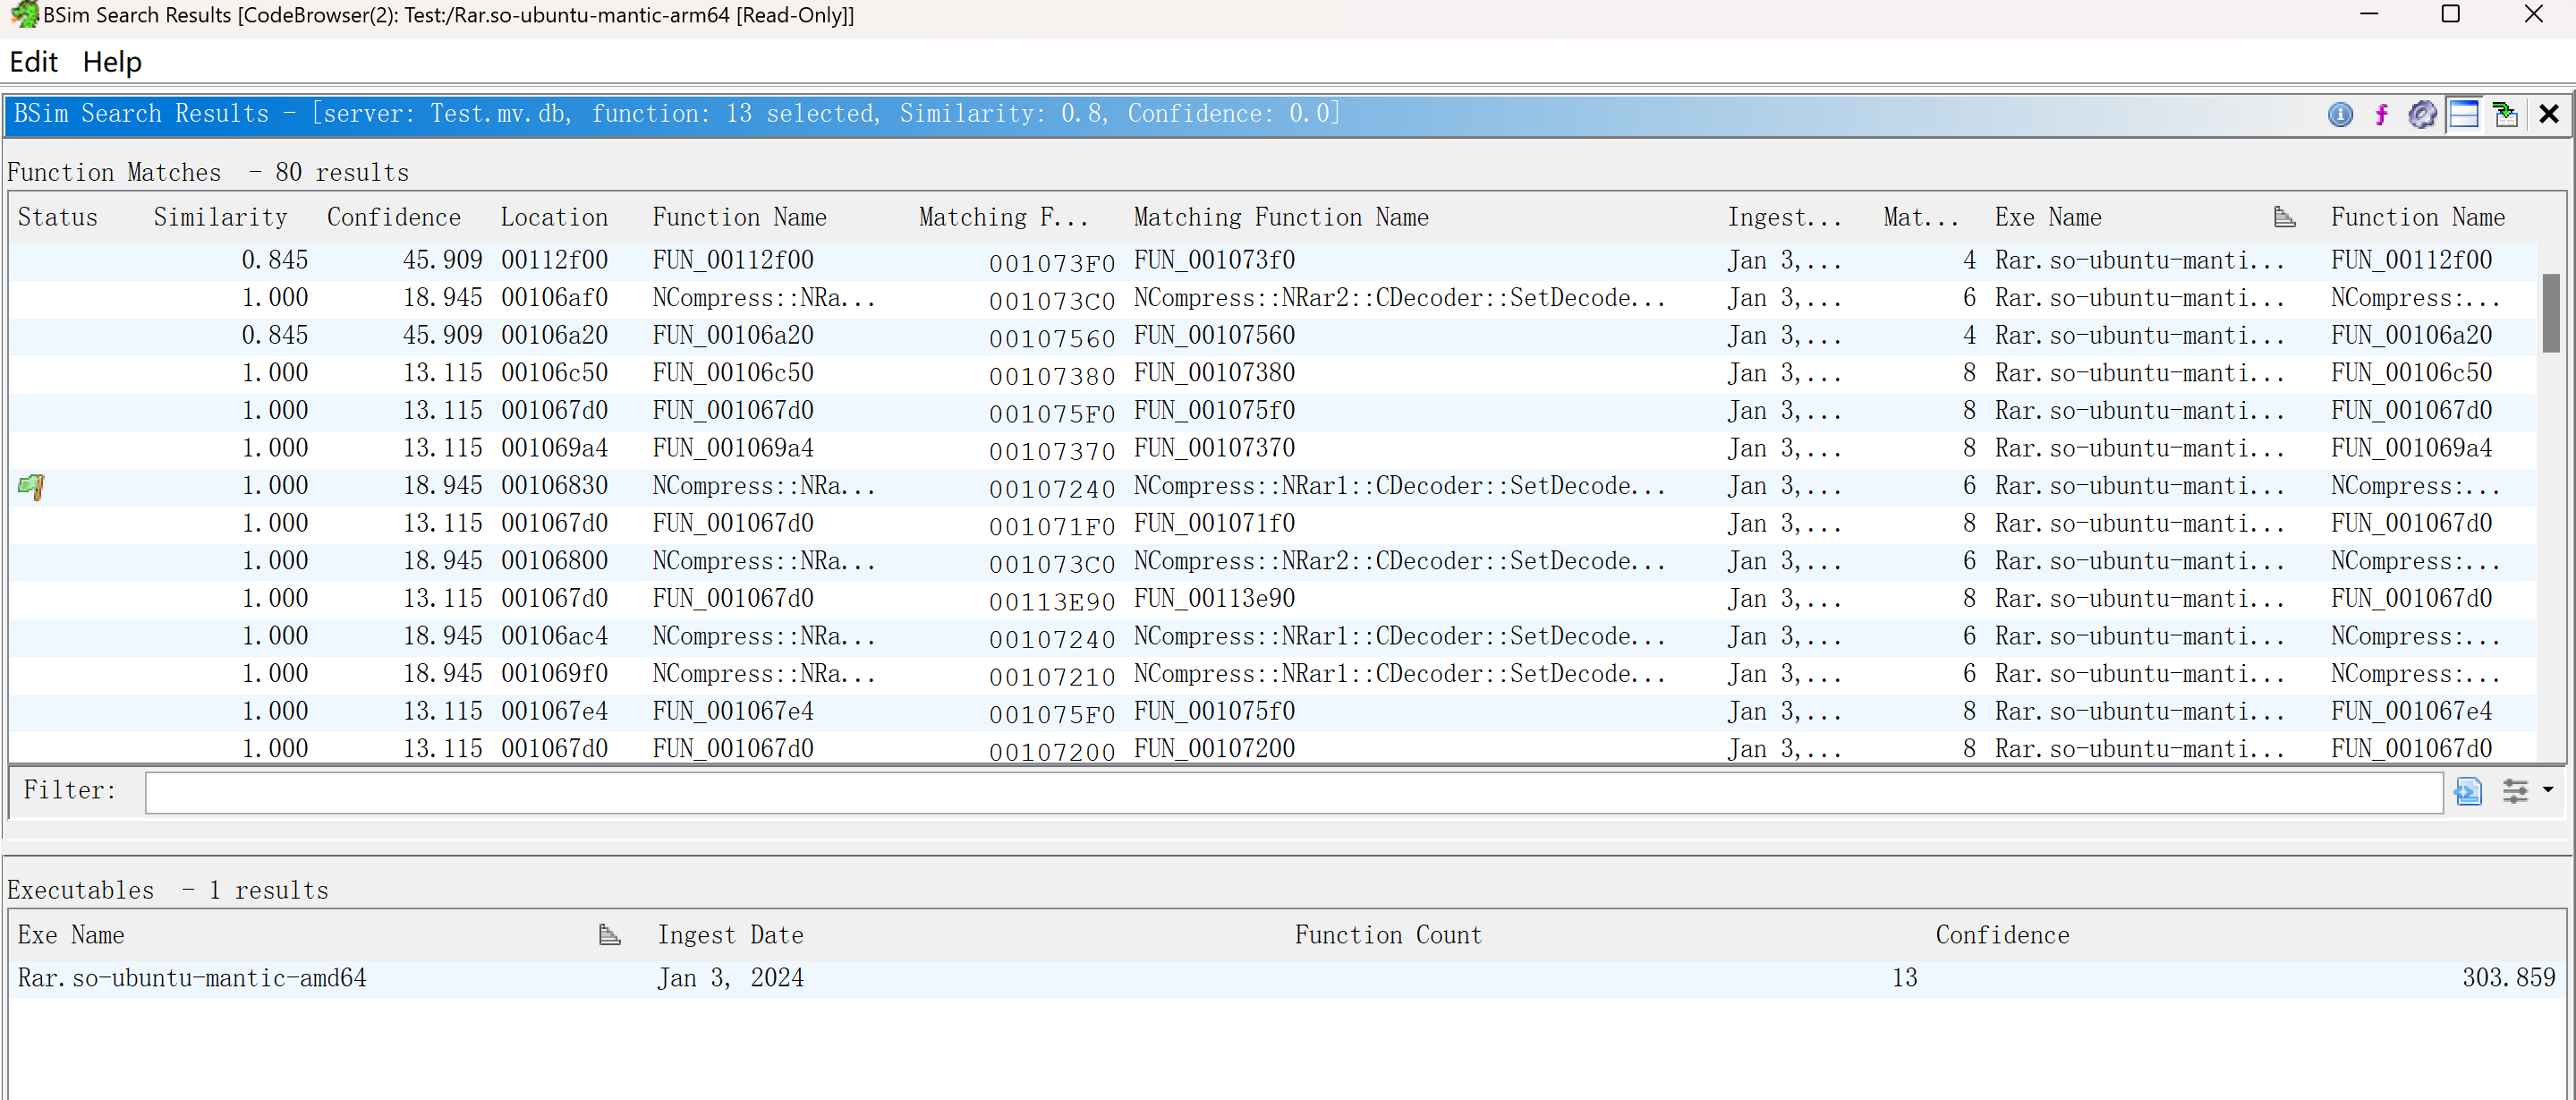 BSim Search Results [CodeBrowser(2): Test:/Rar.so-ubuntu-mantic-arm64 [Read-Only]]
Edit Help
BSim Search Results - [server: Test.mv.db, function: 13 selected, Similarity: 0.8, Confidence: 0.0]
Function Matches - 80 results
Status Similarity Confidence Location Function Name Matching F... Matching Function Name Ingest... Mat... Exe Name Function Name
0.845 45.909 00112f00 FUN_00112f00 001073F0 FUN_001073f0 Jan 3,... 4 Rar.so-ubuntu-manti... FUN_00112f00
1.000 18.945 00106af0 NCompress::NRa... 001073C0 NCompress::NRar2::CDecoder::SetDecode... Jan 3,... 6 Rar.so-ubuntu-manti... NCompress:...
0.845 45.909 00106a20 FUN_00106a20 00107560 FUN_00107560 Jan 3,... 4 Rar.so-ubuntu-manti... FUN_00106a20
1.000 13.115 00106c50 FUN_00106c50 00107380 FUN_00107380 Jan 3,... 8 Rar.so-ubuntu-manti... FUN_00106c50
1.000 13.115 001067d0 FUN_001067d0 001075F0 FUN_001075f0 Jan 3,... 8 Rar.so-ubuntu-manti... FUN_001067d0
1.000 13.115 001069a4 FUN_001069a4 00107370 FUN_00107370 Jan 3,... 8 Rar.so-ubuntu-manti... FUN_001069a4
1.000 18.945 00106830 NCompress::NRa... 00107240 NCompress::NRar1::CDecoder::SetDecode... Jan 3,... 6 Rar.so-ubuntu-manti... NCompress:...
1.000 13.115 001067d0 FUN_001067d0 001071F0 FUN_001071f0 Jan 3,... 8 Rar.so-ubuntu-manti... FUN_001067d0
1.000 18.945 00106800 NCompress::NRa... 001073C0 NCompress::NRar2::CDecoder::SetDecode... Jan 3,... 6 Rar.so-ubuntu-manti... NCompress:...
1.000 13.115 001067d0 FUN_001067d0 00113E90 FUN_00113e90 Jan 3,... 8 Rar.so-ubuntu-manti... FUN_001067d0
1.000 18.945 00106ac4 NCompress::NRa... 00107240 NCompress::NRar1::CDecoder::SetDecode... Jan 3,... 6 Rar.so-ubuntu-manti... NCompress:...
1.000 18.945 001069f0 NCompress::NRa... 00107210 NCompress::NRar1::CDecoder::SetDecode... Jan 3,... 6 Rar.so-ubuntu-manti... NCompress:...
1.000 13.115 001067e4 FUN_001067e4 001075F0 FUN_001075f0 Jan 3,... 8 Rar.so-ubuntu-manti... FUN_001067e4
1.000 13.115 001067d0 FUN_001067d0 00107200 FUN_00107200 Jan 3,... 8 Rar.so-ubuntu-manti... FUN_001067d0
Filter:
Executables - 1 results
Exe Name Ingest Date Function Count Confidence
Rar.so-ubuntu-mantic-amd64 Jan 3, 2024 13 303.859